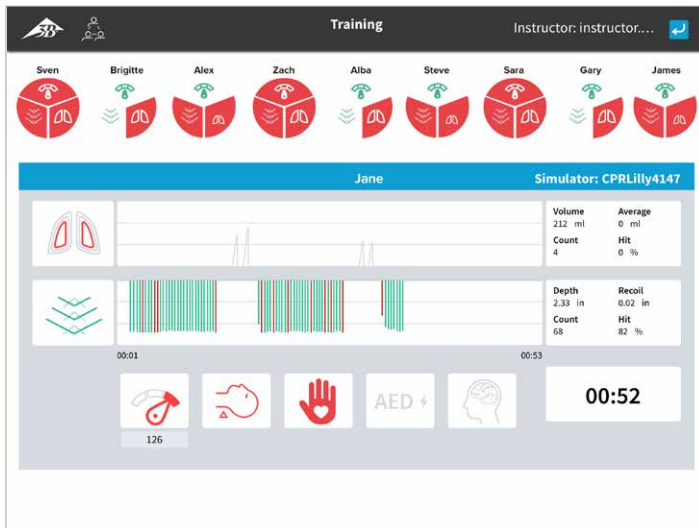 3B
Training
Instructor: instructor....
Sven Brigitte Alex Zach Alba Steve Sara Gary James
Jane
Simulator: CPRLilly4147
Volume Average
212 ml 0 ml
Count Hit
4 0 %
Depth Recoil
2.33 in 0.02 in
Count Hit
68 82 %
00:01 00:53
AED
00:52
126